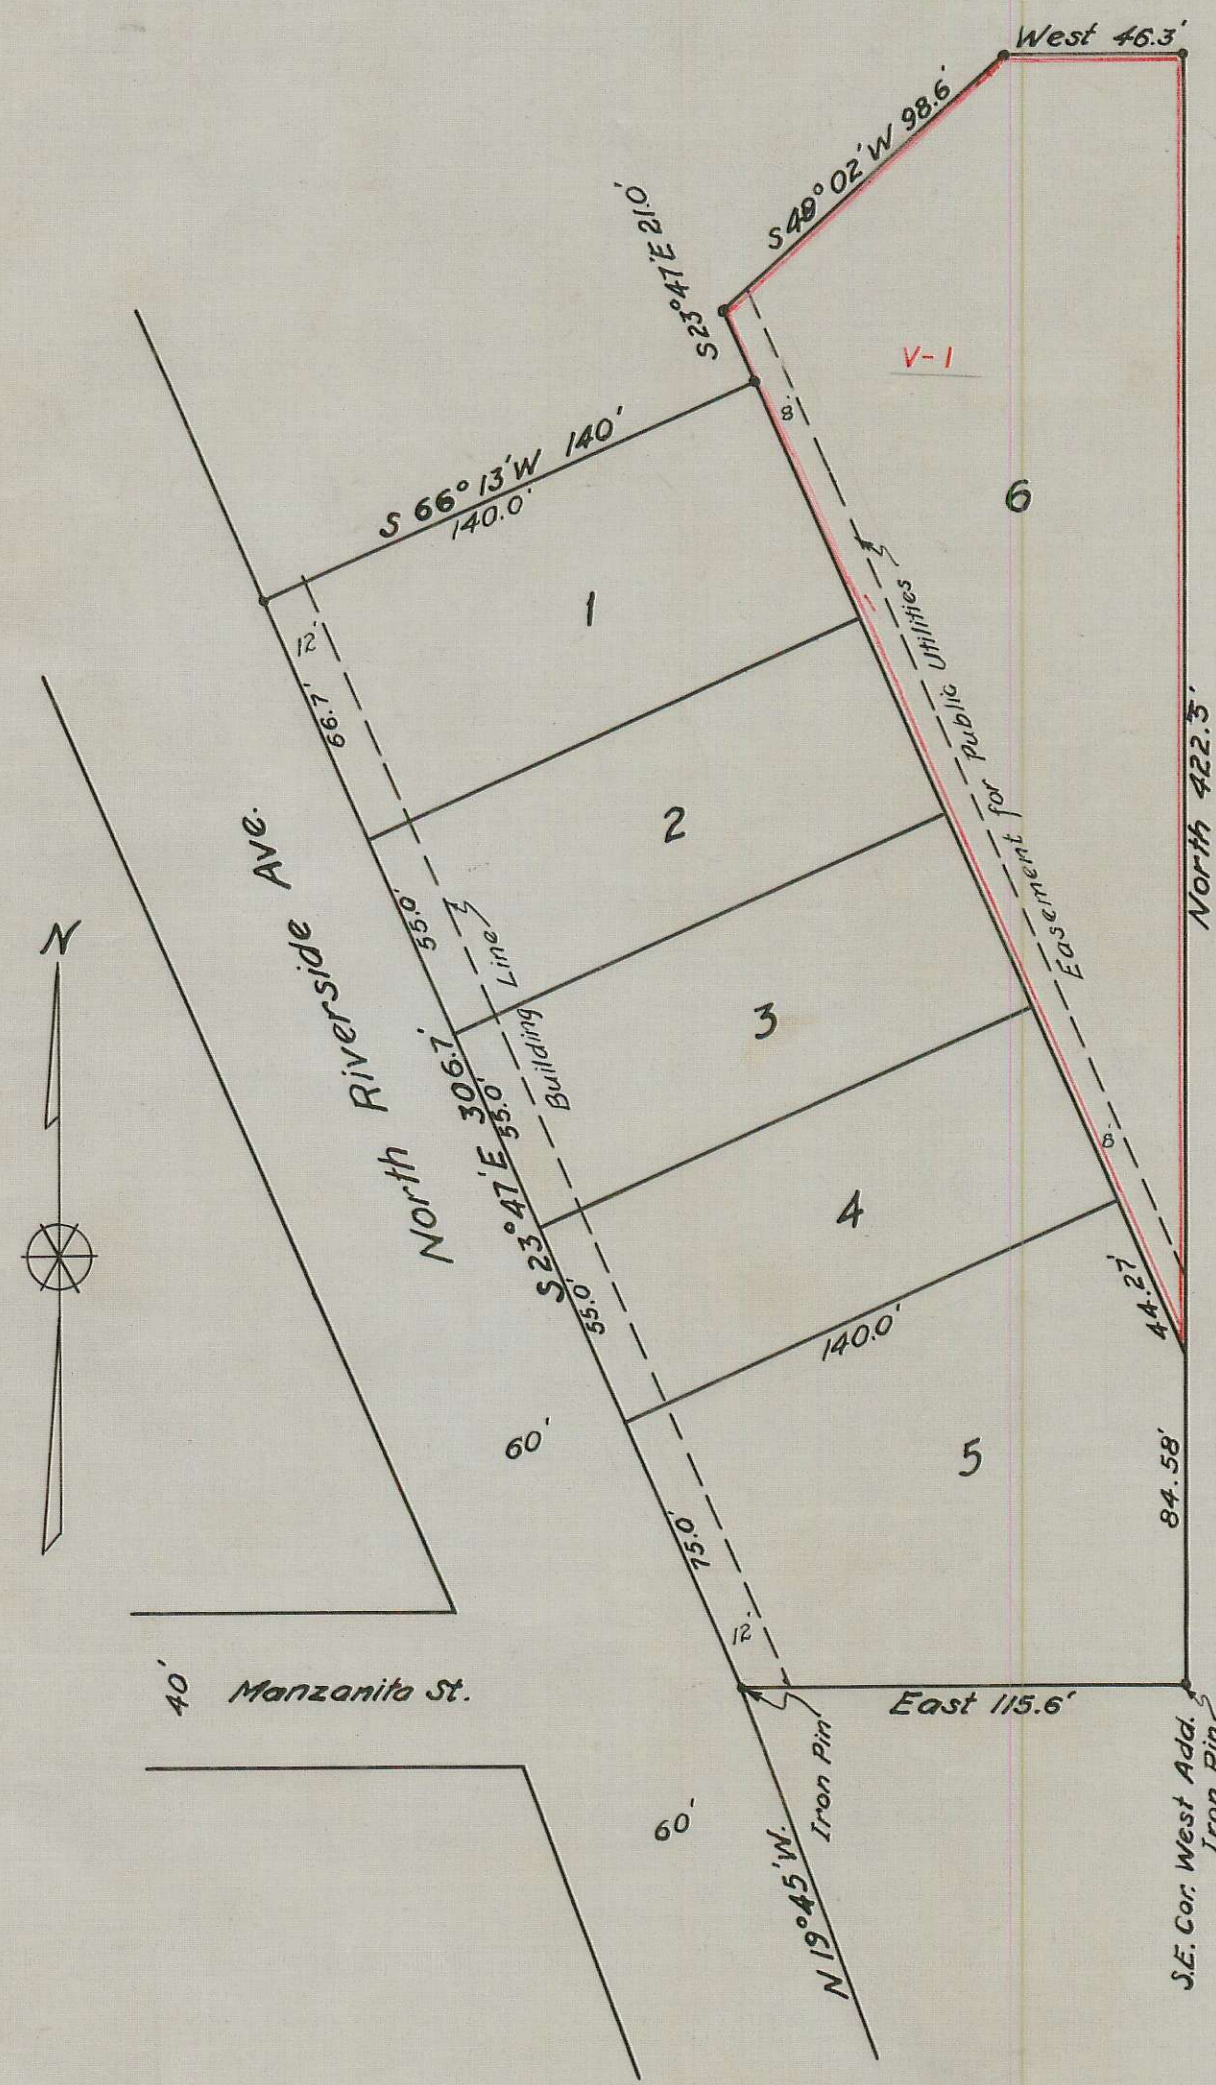 West 46.3'
S 48° 02' W 98.6'
S 23° 47' E 21.0'
V-1
8'
S 66° 13' W 140'
140.0'
6
1
12'
66.7'
Easement for Public Utilities
North 422.3'
2
North Riverside Ave.
55.0'
Building Line
N
3
S 23° 47' E 306.7'
55.0'
8'
4
44.27'
55.0'
140.0'
60'
5
84.58'
75.0'
12'
40'
Manzanita St.
East 115.6'
Iron Pin
S.E. Cor. West Add.
Iron Pin
60'
N 19° 45' W.